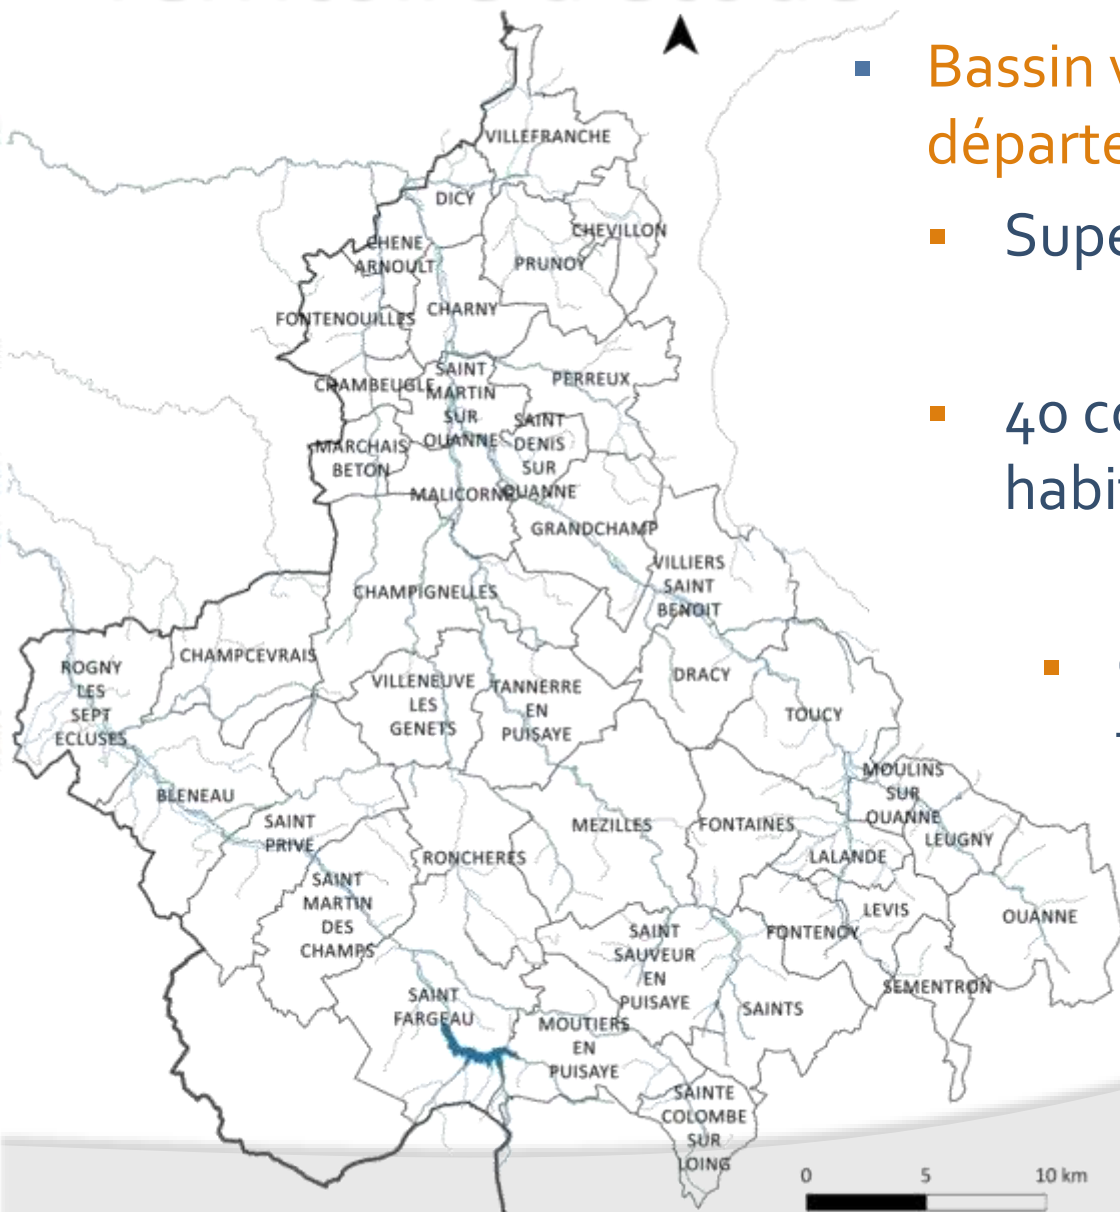 Bassin v
départe
Supe
40 co
habi
VILLEFRANCHE
DICY
CHEVILLON
CHENE
ARNOULT
PRUNOY
CHARNY
FONTENOUILLES
SAINT
MARTIN
SUR
OUANNE
PERREUX
CHAMBEUGLE
SAINT
DENIS
SUR
OUANNE
MARCHAIS
BETON
MALICORNE
GRANDCHAMP
VILLIERS
SAINT
BENOIT
CHAMPIGNELLES
CHAMPCEVRAIS
ROGNY
LES
SEPT
ECLUSES
VILLENEUVE
LES
GENETS
TANNERRE
EN
PUISAYE
DRACY
TOUCY
MOULINS
SUR
OUANNE
BLENEAU
SAINT
PRIVE
MEZILLES
FONTAINES
LEUGNY
RONCHERES
LALANDE
SAINT
MARTIN
DES
CHAMPS
LEVIS
OUANNE
SAINT
SAUVEUR
EN
PUISAYE
FONTENOY
SEMENTRON
SAINT
FARGEAU
SAINTS
MOUTIERS
EN
PUISAYE
SAINTE
COLOMBE
SUR
LOING
0 5 10 km